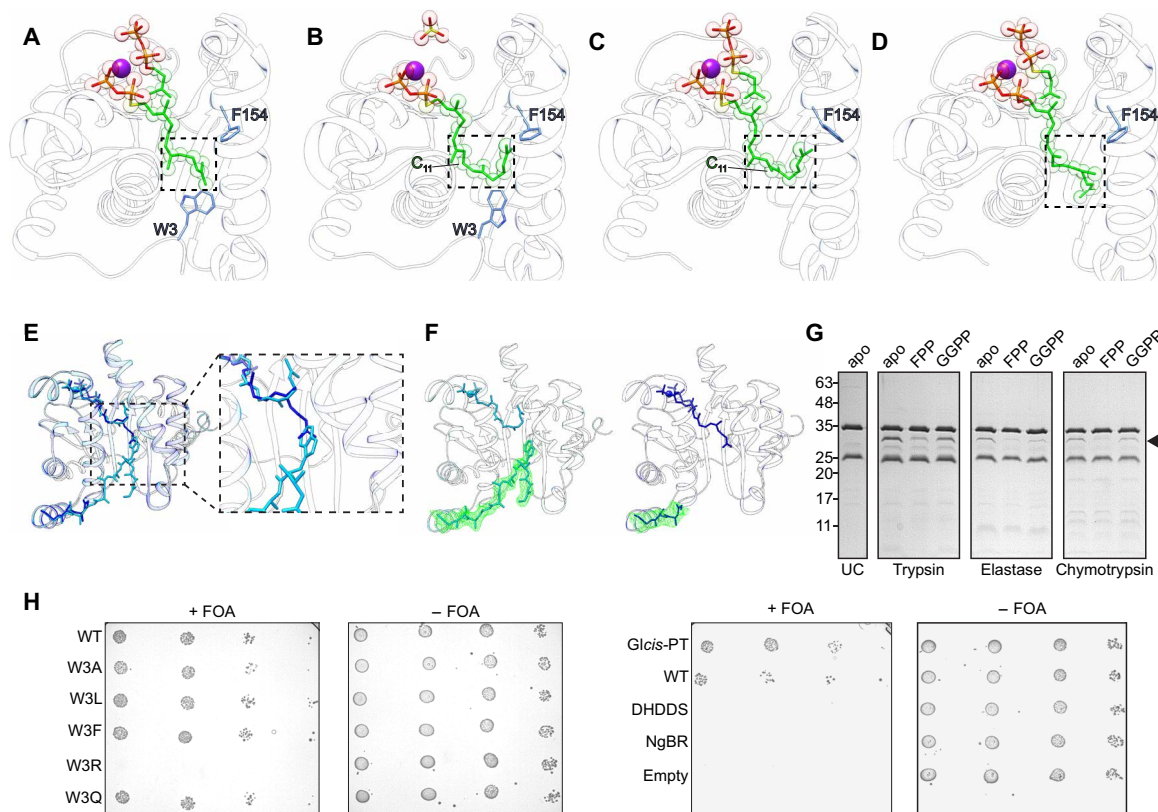 A
B
C
D
F154
F154
F154
F154
C₁₁
C₁₁
W3
W3
E
F
G
apo
apo FPP GGPP
apo FPP GGPP
apo FPP GGPP
63
48
35
25
20
17
11
UC Trypsin Elastase Chymotrypsin
H
+ FOA – FOA
WT
W3A
W3L
W3F
W3R
W3Q
+ FOA – FOA
Glcis-PT
WT
DHDDS
NgBR
Empty